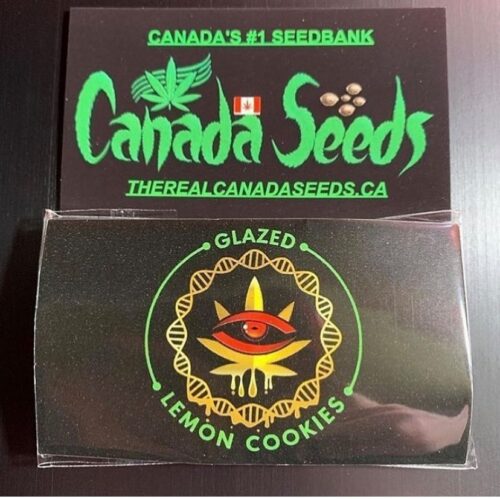 CANADA'S #1 SEEDBANK
Canada Seeds
THEREALCANADASEEDS.CA
GLAZED
LEMON COOKIES